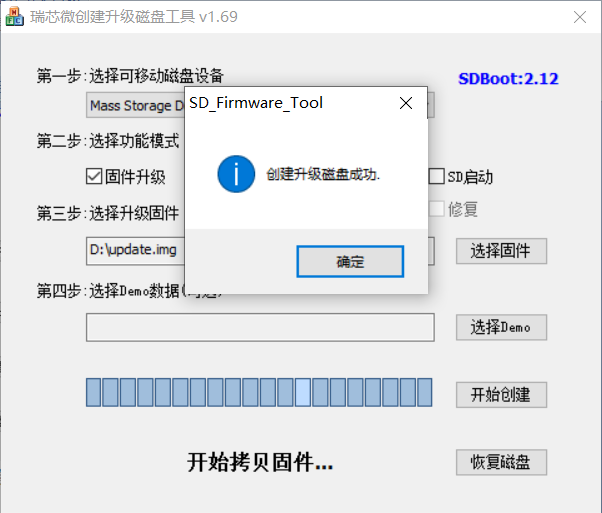 瑞芯微创建升级磁盘工具 v1.69
第一步:选择可移动磁盘设备
SDBoot:2.12
Mass Storage D
SD_Firmware_Tool
第二步:选择功能模式
固件升级
创建升级磁盘成功.
SD启动
修复
第三步:选择升级固件
D:\update.img
确定
选择固件
第四步:选择Demo数据
选择Demo
开始创建
开始拷贝固件...
恢复磁盘